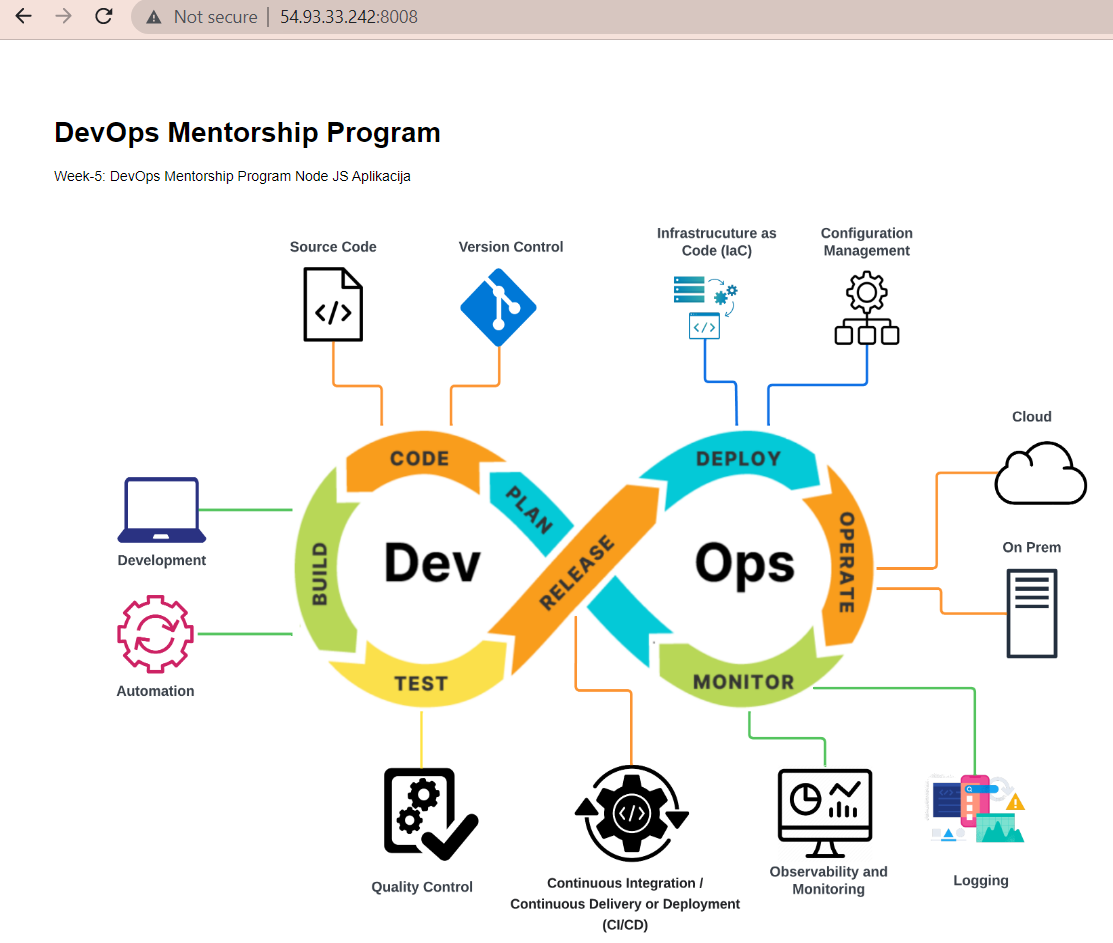 Not secure | 54.93.33.242:8008
DevOps Mentorship Program
Week-5: DevOps Mentorship Program Node JS Aplikacija
Source Code
Version Control
Infrastrucuture as
Code (IaC)
Configuration
Management
</>
</>
Cloud
CODE
DEPLOY
PLAN
OPERATE
Development
BUILD
Dev
RELEASE
Ops
On Prem
Automation
TEST
MONITOR
</>
Quality Control
Continuous Integration /
Continuous Delivery or Deployment
(CI/CD)
Observability and
Monitoring
Logging